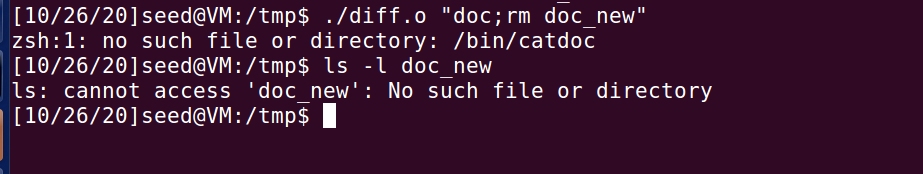 [10/26/20]seed@VM:/tmp$ ./diff.o "doc;rm doc_new"
zsh:1: no such file or directory: /bin/catdoc
[10/26/20]seed@VM:/tmp$ ls -l doc_new
ls: cannot access 'doc_new': No such file or directory
[10/26/20]seed@VM:/tmp$